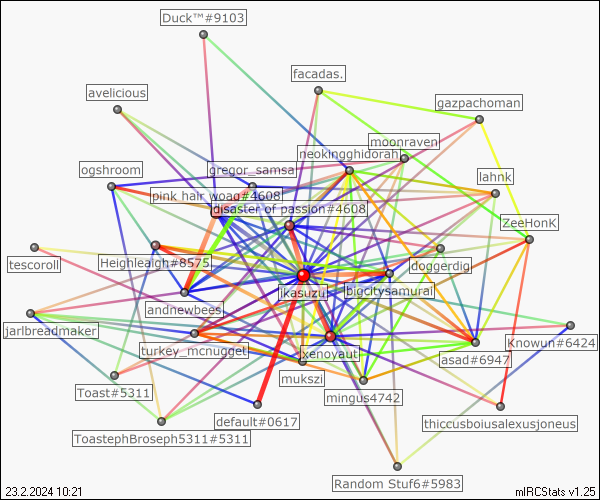 Duck™#9103
facadas.
avelicious
gazpachoman
moonraven
neokingghidorah
ogshroom
gregor_samsa
lahnk
pink hair woag#4608
disaster of passion#4608
ZeeHonK
tescoroll
Heighleaigh#8575
doggerdig
jkasuzu
bigcitysamurai
andnewbees
jarlbreadmaker
Knowun#6424
turkey_mcnugget
xenoyaut
asad#6947
mukszi
Toast#5311
mingus4742
default#0617
thiccusboiusalexusjoneus
ToastephBroseph5311#5311
Random Stuf6#5983
23.2.2024 10:21
mIRCStats v1.25